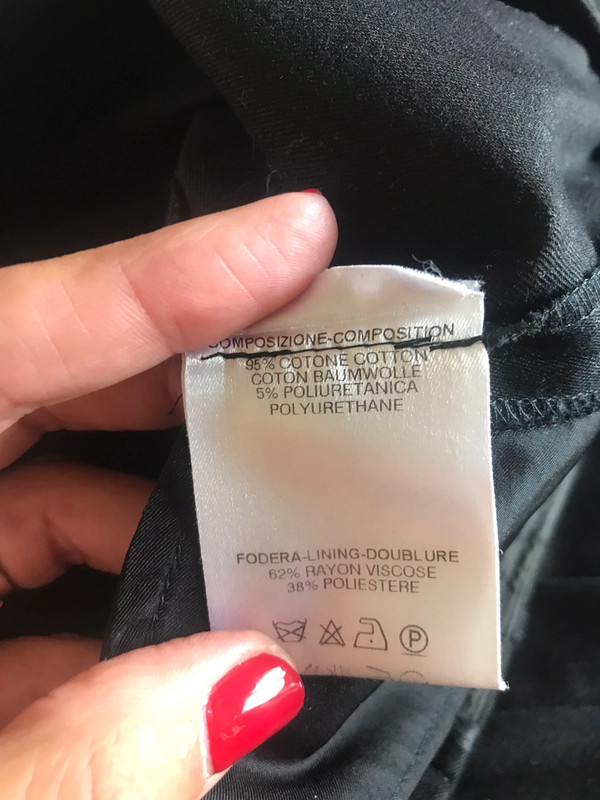 COMPOSIZIONE-COMPOSITION
95% COTONE COTTON
COTON BAUMWOLLE
5% POLIURETANICA
POLYURETHANE
FODERA-LINING-DOUBLURE
62% RAYON VISCOSE
38% POLIESTERE
P